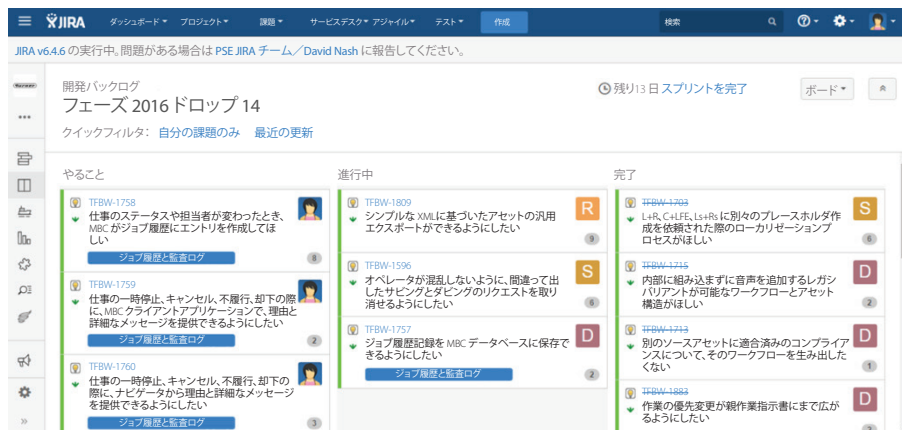 JIRA
ダッシュボード プロジェクト 課題 サービスデスク アジャイル テスト 作成 検索
JIRA v6.4.6 の実行中。問題がある場合は PSE JIRA チーム／David Nash に報告してください。
開発バックログ
フェーズ 2016 ドロップ 14
残り13 日 スプリントを完了 ボード
クイックフィルタ： 自分の課題のみ 最近の更新
やること
TFBW-1758
仕事のステータスや担当者が変わったとき、
MBC がジョブ履歴にエントリを作成してほ
しい
ジョブ履歴と監査ログ 8
TFBW-1759
仕事の一時停止、キャンセル、不履行、却下の際
に、MBC クライアントアプリケーションで、理由と
詳細なメッセージを提供できるようにしたい
ジョブ履歴と監査ログ 2
TFBW-1760
仕事の一時停止、キャンセル、不履行、却下の
際に、ナビゲータから理由と詳細なメッセージ
を提供できるようにしたい
ジョブ履歴と監査ログ 3
進行中
TFBW-1809
シンプルな XMLに基づいたアセットの汎用
エクスポートができるようにしたい
R
9
TFBW-1596
オペレータが混乱しないように、間違って出
したサビングとダビングのリクエストを取り
消せるようにしたい
S
6
TFBW-1757
ジョブ履歴記録を MBC データベースに保存で
きるようにしたい
D
ジョブ履歴と監査ログ 2
完了
TFBW-1703
L+R、C+LFE、Ls+Rs に別々のプレースホルダ作
成を依頼された際のローカリゼーションプ
ロセスがほしい
S
6
TFBW-1715
内部に組み込まずに音声を追加するレガシ
バリアントが可能なワークフローとアセット
構造がほしい
D
2
TFBW-1713
別のソースアセットに適合済みのコンプライア
ンスについて、そのワークフローを生み出した
くない
D
1
TFBW-1883
作業の優先変更が親作業指示書にまで広が
るようにしたい
D